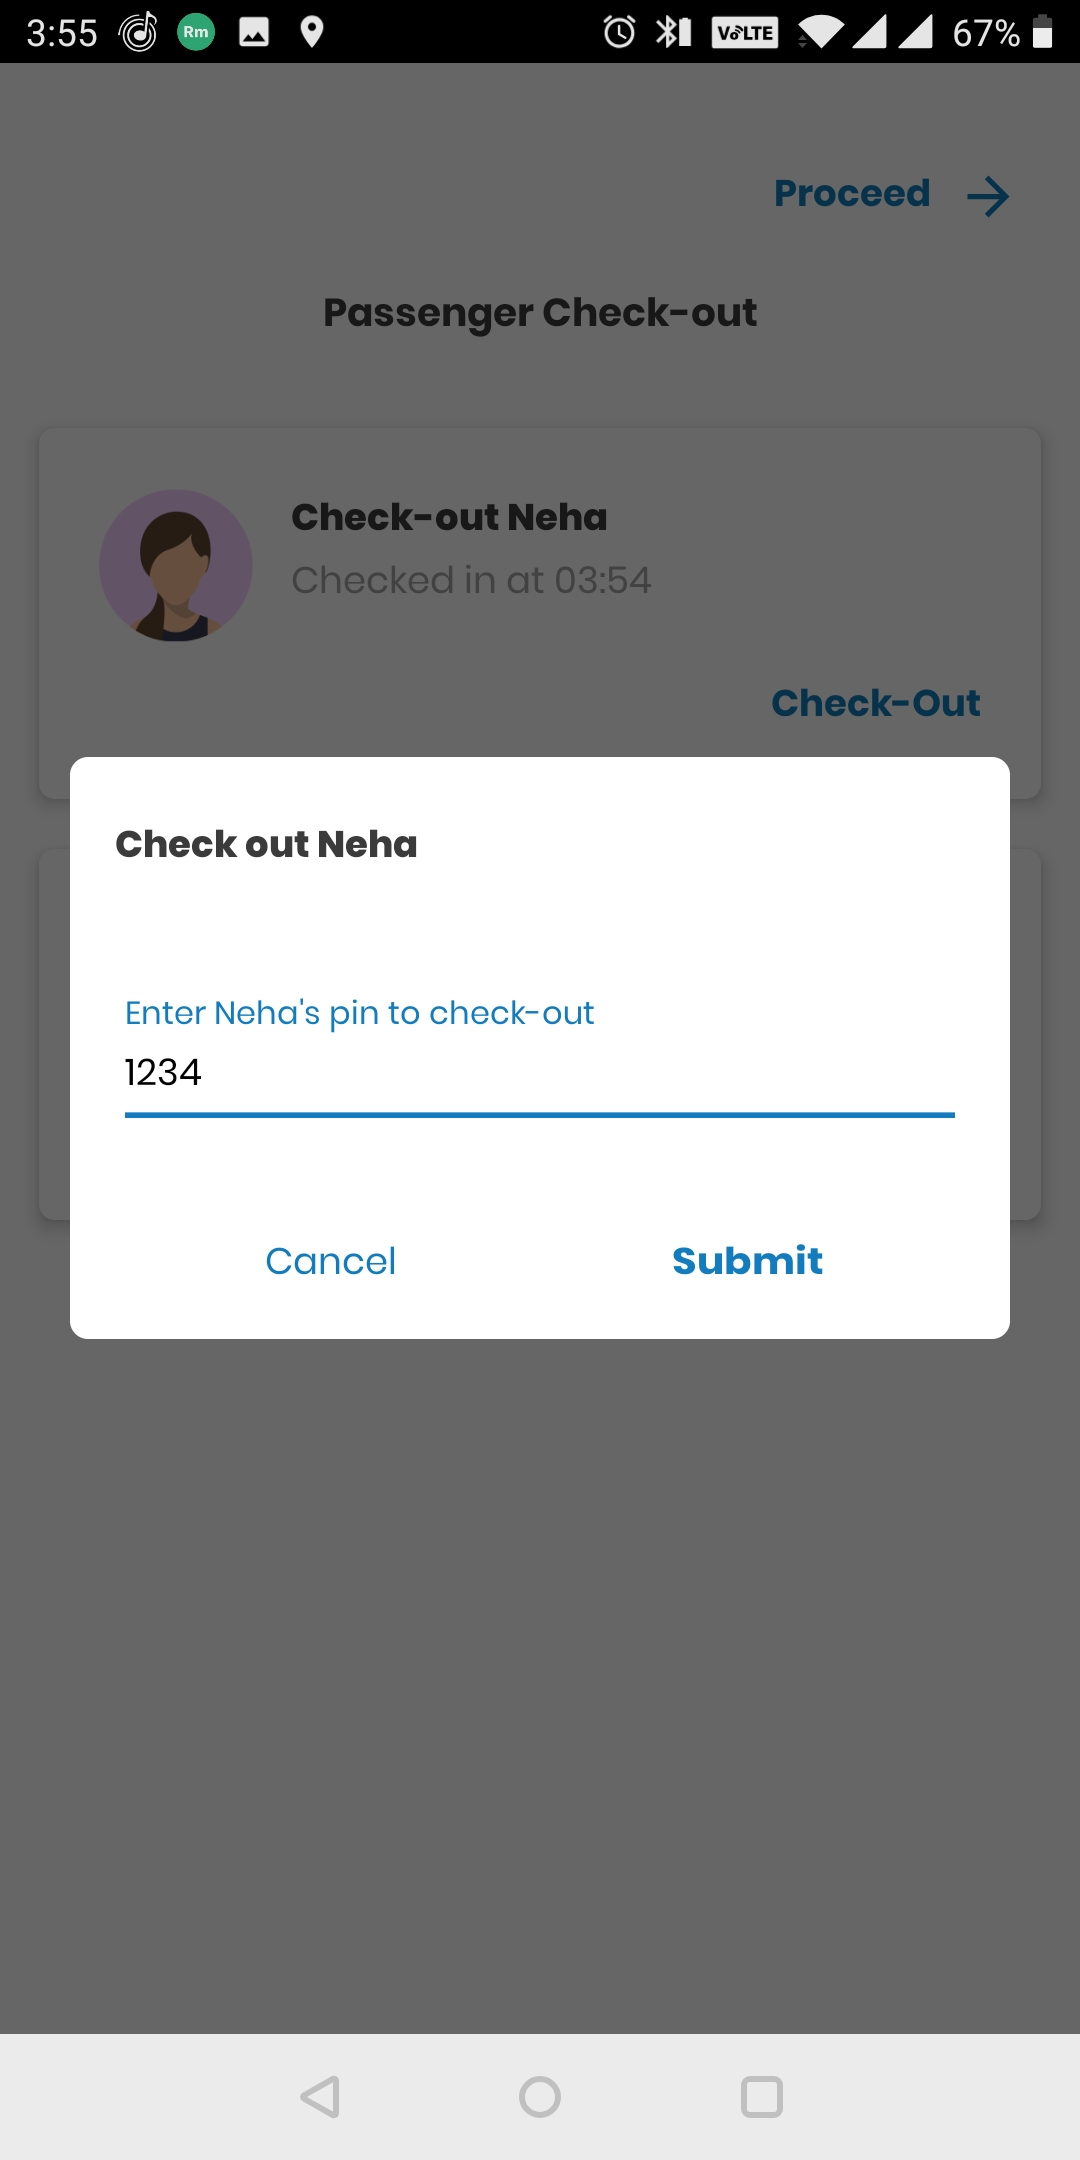 3:55 Rm VoLTE 67%
Proceed
Passenger Check-out
Check-out Neha
Checked in at 03:54
Check-Out
Check out Neha
Enter Neha's pin to check-out
1234
Cancel Submit